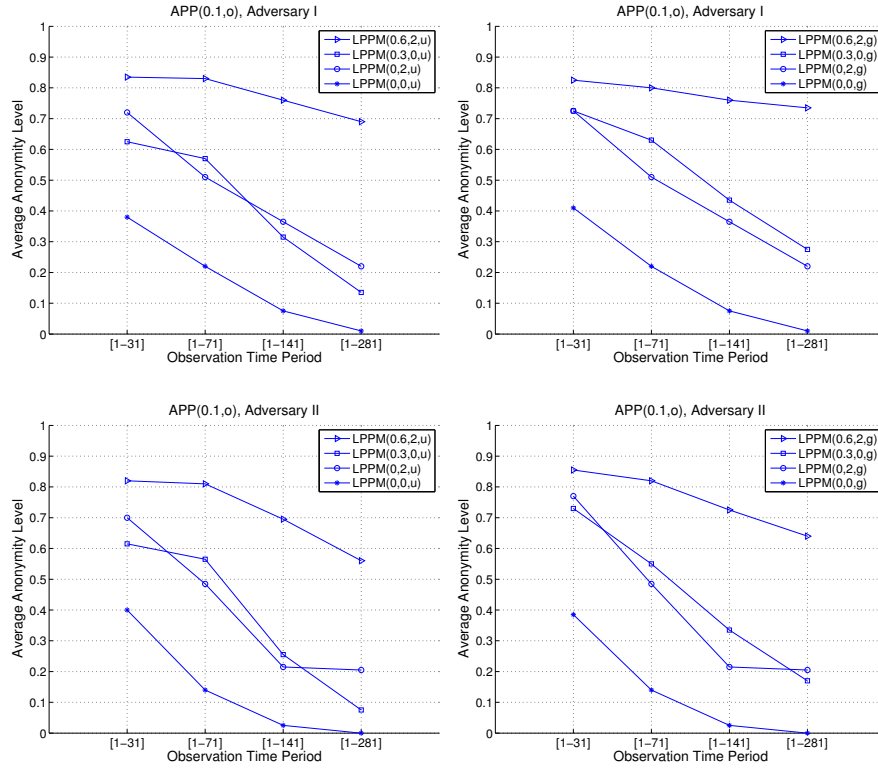 APP(0.1,o), Adversary I
1
0.9
0.8
0.7
0.6
0.5
0.4
0.3
0.2
0.1
0
Average Anonymity Level
LPPM(0.6,2,u)
LPPM(0.3,0,u)
LPPM(0,2,u)
LPPM(0,0,u)
[1−31] [1−71] [1−141] [1−281]
Observation Time Period
APP(0.1,o), Adversary I
1
0.9
0.8
0.7
0.6
0.5
0.4
0.3
0.2
0.1
0
Average Anonymity Level
LPPM(0.6,2,g)
LPPM(0.3,0,g)
LPPM(0,2,g)
LPPM(0,0,g)
[1−31] [1−71] [1−141] [1−281]
Observation Time Period
APP(0.1,o), Adversary II
1
0.9
0.8
0.7
0.6
0.5
0.4
0.3
0.2
0.1
0
Average Anonymity Level
LPPM(0.6,2,u)
LPPM(0.3,0,u)
LPPM(0,2,u)
LPPM(0,0,u)
[1−31] [1−71] [1−141] [1−281]
Observation Time Period
APP(0.1,o), Adversary II
1
0.9
0.8
0.7
0.6
0.5
0.4
0.3
0.2
0.1
0
Average Anonymity Level
LPPM(0.6,2,g)
LPPM(0.3,0,g)
LPPM(0,2,g)
LPPM(0,0,g)
[1−31] [1−71] [1−141] [1−281]
Observation Time Period